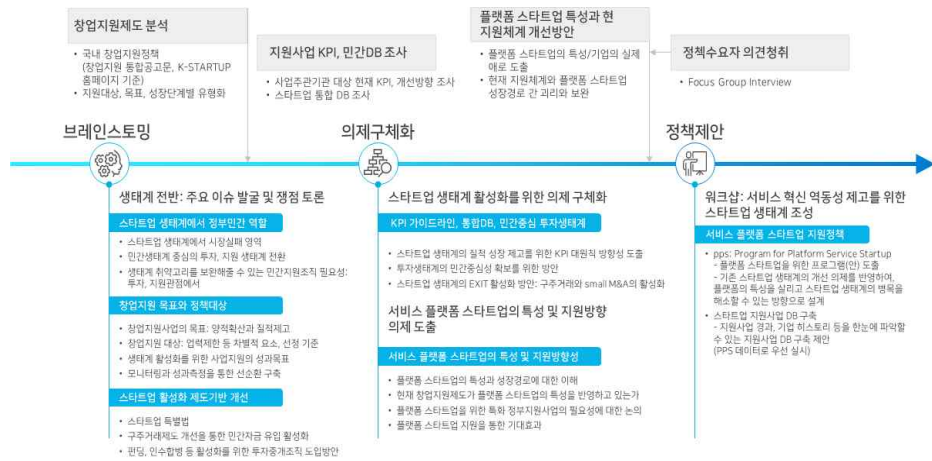 창업지원제도 분석
• 국내 창업지원정책
(창업지원 통합공고문, K-STARTUP
홈페이지 기준)
• 지원대상, 목표, 성장단계별 유형화
지원사업 KPI, 민간DB 조사
• 사업주관기관 대상 현재 KPI, 개선방향 조사
• 스타트업 통합 DB 조사
플랫폼 스타트업 특성과 현
지원체계 개선방안
• 플랫폼 스타트업의 특성/기업의 실제
애로 도출
• 현재 지원체계와 플랫폼 스타트업
성장경로 간 괴리와 보완
정책수요자 의견청취
• Focus Group Interview
브레인스토밍
생태계 전반: 주요 이슈 발굴 및 쟁점 토론
스타트업 생태계에서 정부민간 역할
• 스타트업 생태계에서 시장실패 영역
• 민간생태계 중심의 투자, 지원 생태계 전환
• 생태계 취약고리를 보완해줄 수 있는 민간지원조직 필요성:
투자, 지원관점에서
창업지원 목표와 정책대상
• 창업지원사업의 목표: 양적확산과 질적제고
• 창업지원 대상: 업력제한 등 차별적 요소, 선정 기준
• 생태계 활성화를 위한 사업지원의 성과목표
• 모니터링과 성과측정을 통한 선순환 구축
스타트업 활성화 제도기반 개선
• 스타트업 특별법
• 구주거래제도 개선을 통한 민간자금 유입 활성화
• 펀딩, 인수합병 등 활성화를 위한 투자중개조직 도입방안
의제구체화
스타트업 생태계 활성화를 위한 의제 구체화
KPI 가이드라인, 통합DB, 민간중심 투자생태계
• 스타트업 생태계의 질적 성장 제고를 위한 KPI 대원칙 방향성 도출
• 투자생태계의 민간중심성 확보를 위한 방안
• 스타트업 생태계의 EXIT 활성화 방안: 구주거래와 small M&A의 활성화
서비스 플랫폼 스타트업의 특성 및 지원방향
의제 도출
서비스 플랫폼 스타트업의 특성 및 지원방향성
• 플랫폼 스타트업의 특성과 성장경로에 대한 이해
• 현재 창업지원제도가 플랫폼 스타트업의 특성을 반영하고 있는가
• 플랫폼 스타트업을 위한 특화 정부지원사업의 필요성에 대한 논의
• 플랫폼 스타트업 지원을 통한 기대효과
정책제안
워크샵: 서비스 혁신 역동성 제고를 위한
스타트업 생태계 조성
서비스 플랫폼 스타트업 지원정책
• pps: Program for Platform Service Startup
- 플랫폼 스타트업을 위한 프로그램(안) 도출
- 기존 스타트업 생태계의 개선 의제를 반영하여,
플랫폼의 특성을 살리고 스타트업 생태계의 병목을
해소할 수 있는 방향으로 설계
• 스타트업 지원사업 DB 구축
- 지원사업 경과, 기업 히스토리 등을 한눈에 파악할
수 있는 지원사업 DB 구축 제안
(PPS 데이터로 우선 실시)